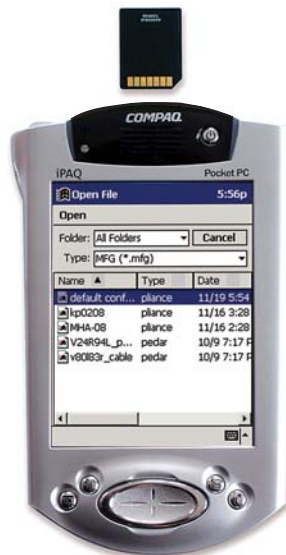 COMPAQ
iPAQ Pocket PC
Open File 5:56p
Open
Folder: All Folders Cancel
Type: MFG (*.mfg)
Name Type Date
default conf... pliance 11/19 5:54
kp0208 pliance 11/16 3:28
MHA-08 pliance 11/16 2:28
V24R94L_p... pedar 10/9 7:17 P
v80l83r_cable pedar 10/9 7:17 P